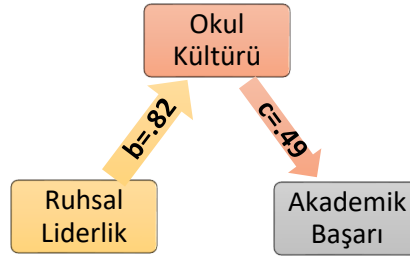 Okul
Kültürü
b=.82
c=.49
Ruhsal
Liderlik
Akademik
Başarı